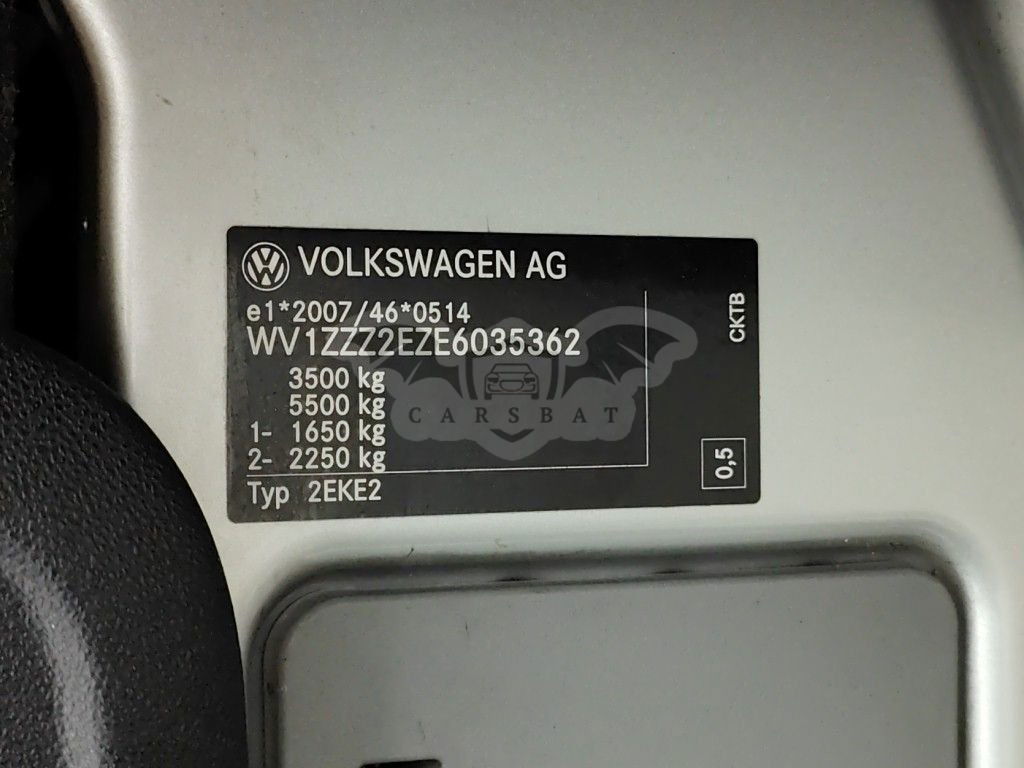 VOLKSWAGEN AG
e1*2007/46*0514
WV1ZZZ2EZE6035362
3500 kg
5500 kg
1- 1650 kg
2- 2250 kg
Typ 2EKE2
CKTB
0,5
CARSBAT